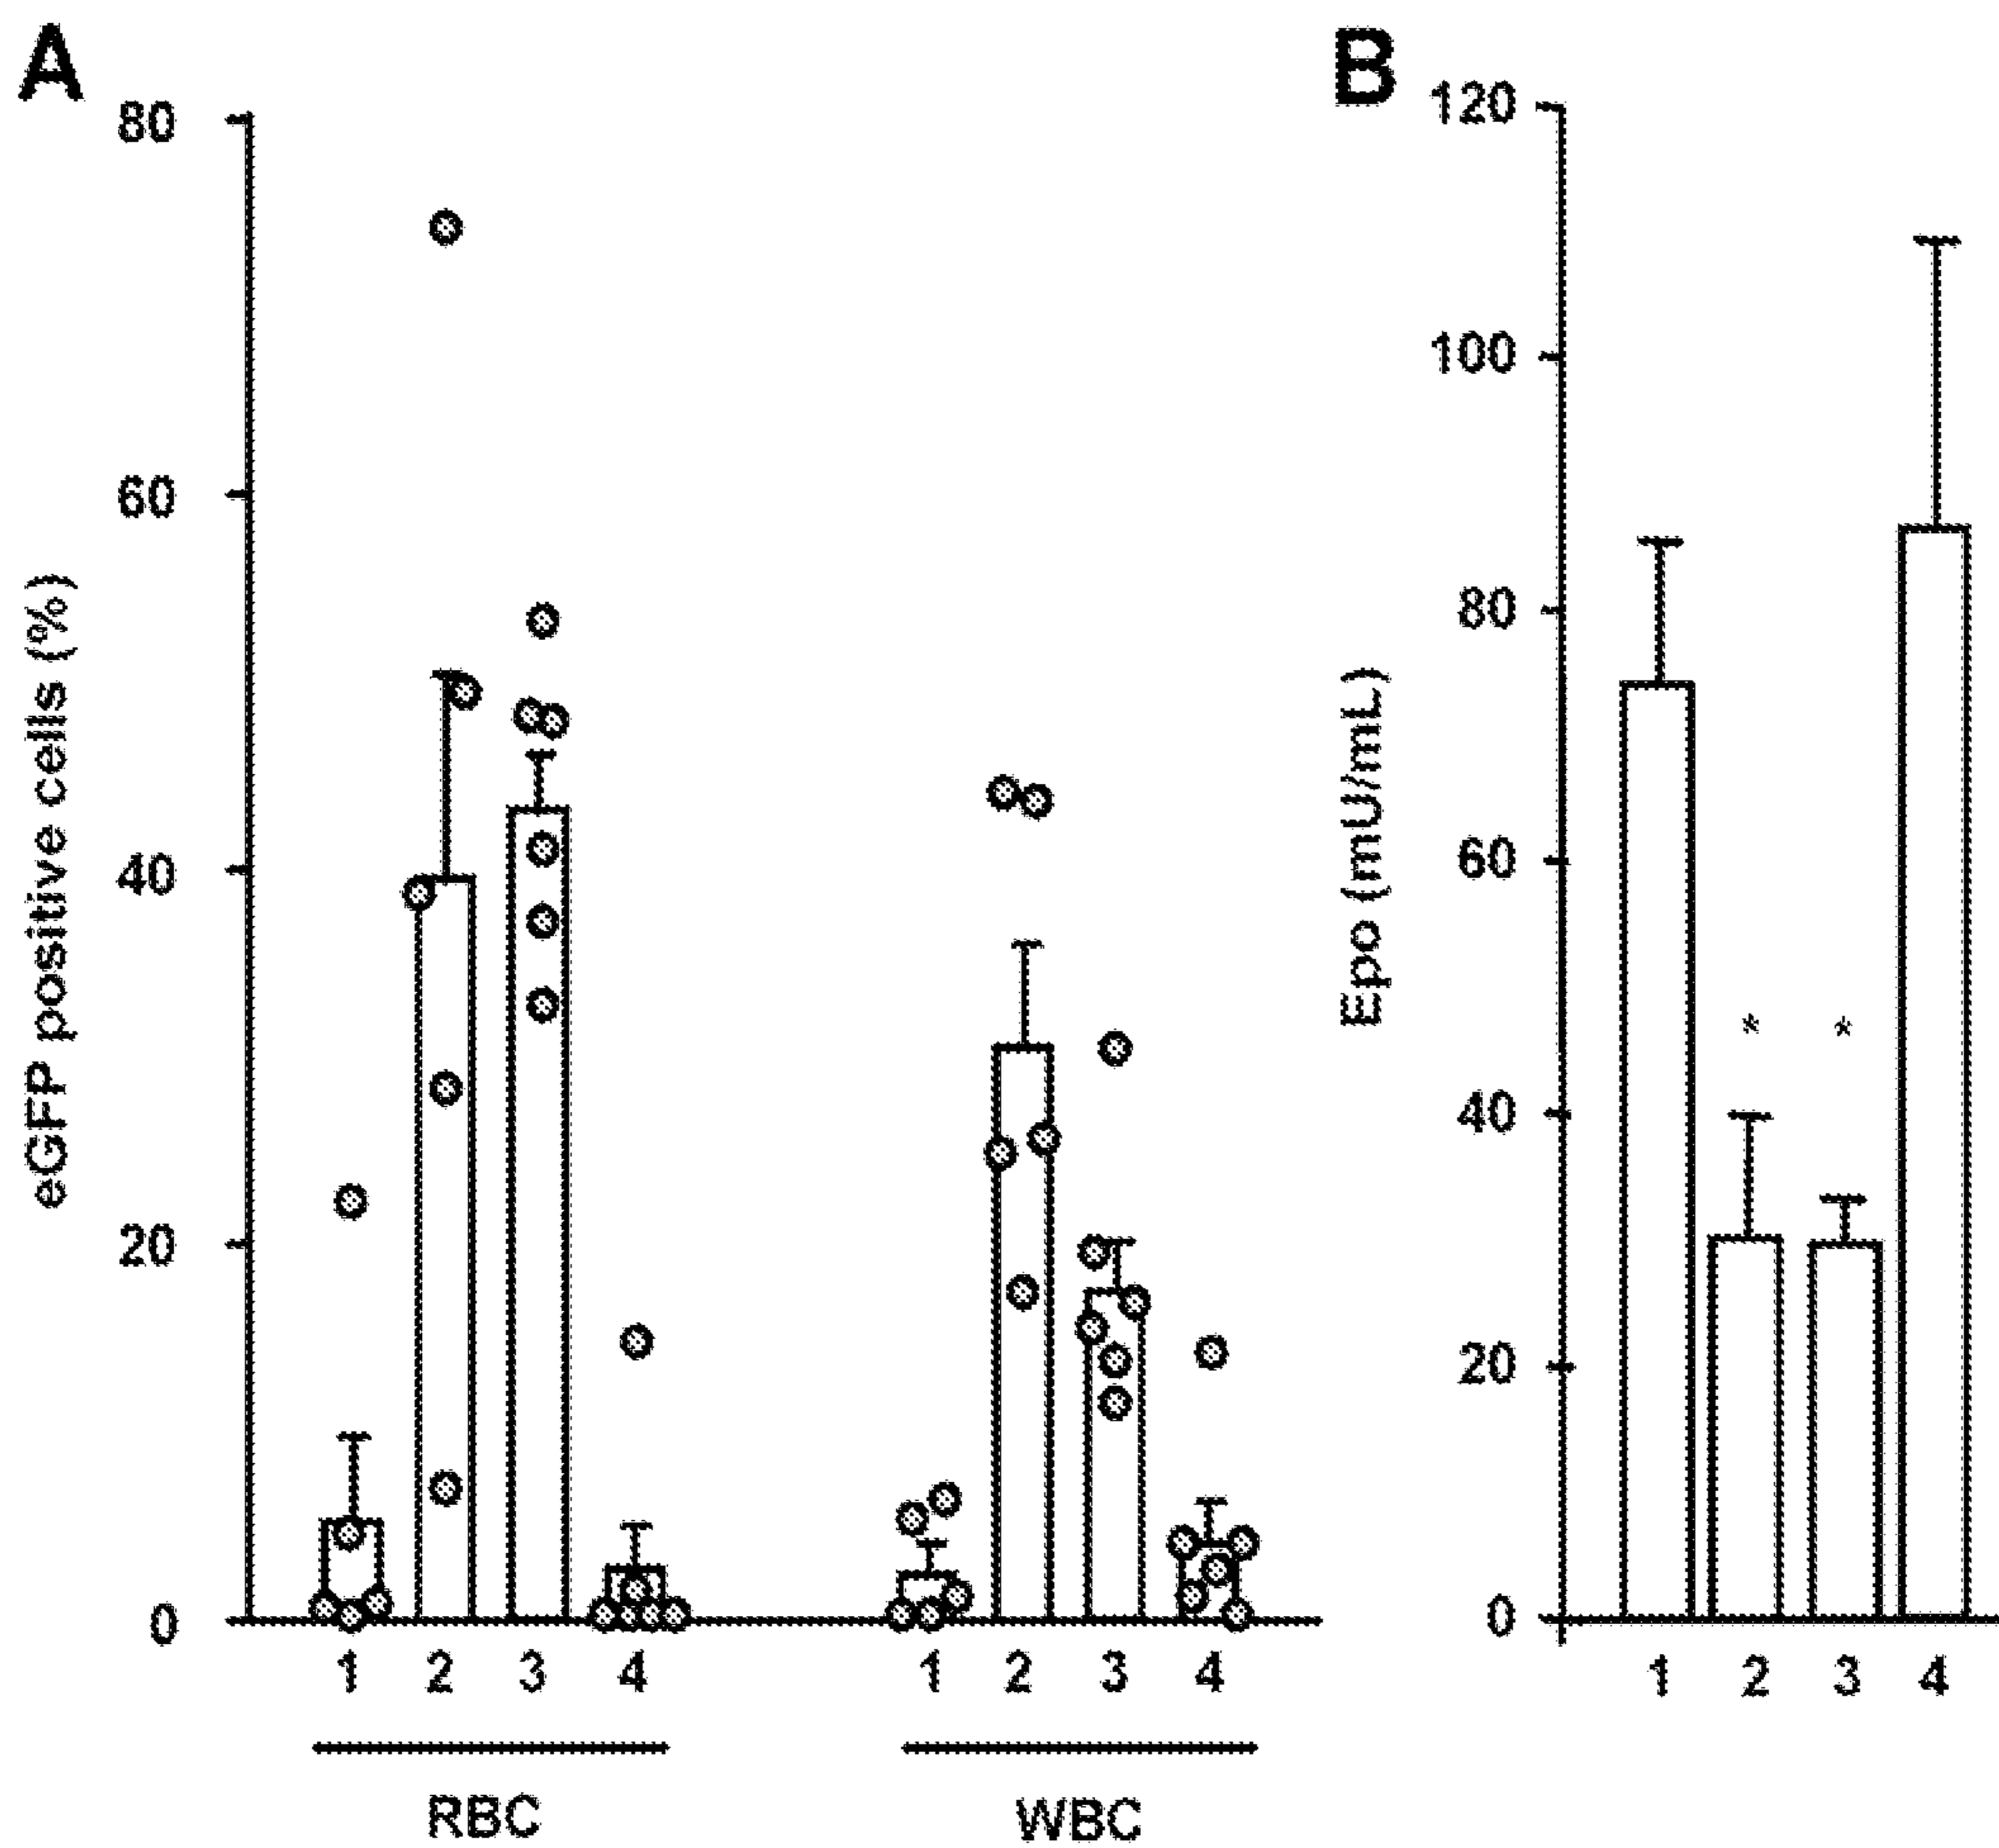 A
eGFP positive cells (%)
80
60
40
20
0
1 2 3 4 1 2 3 4
RBC WBC
B
Epo (mU/mL)
120
100
80
60
40
20
0
* *
1 2 3 4